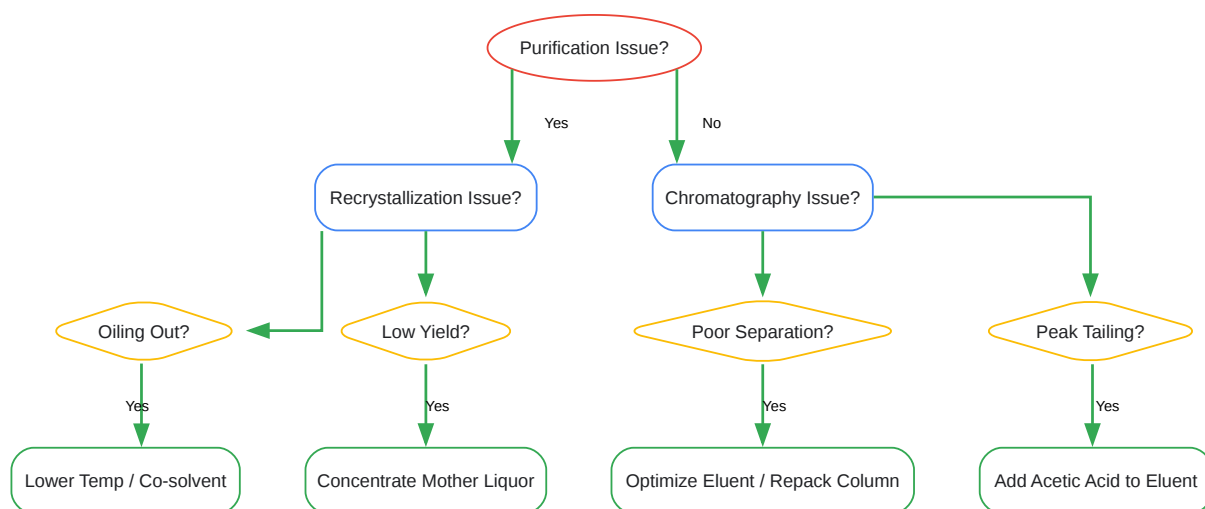 Purification Issue?
Yes
No
Recrystallization Issue?
Chromatography Issue?
Oiling Out?
Low Yield?
Poor Separation?
Peak Tailing?
Yes
Yes
Yes
Yes
Lower Temp / Co-solvent
Concentrate Mother Liquor
Optimize Eluent / Repack Column
Add Acetic Acid to Eluent